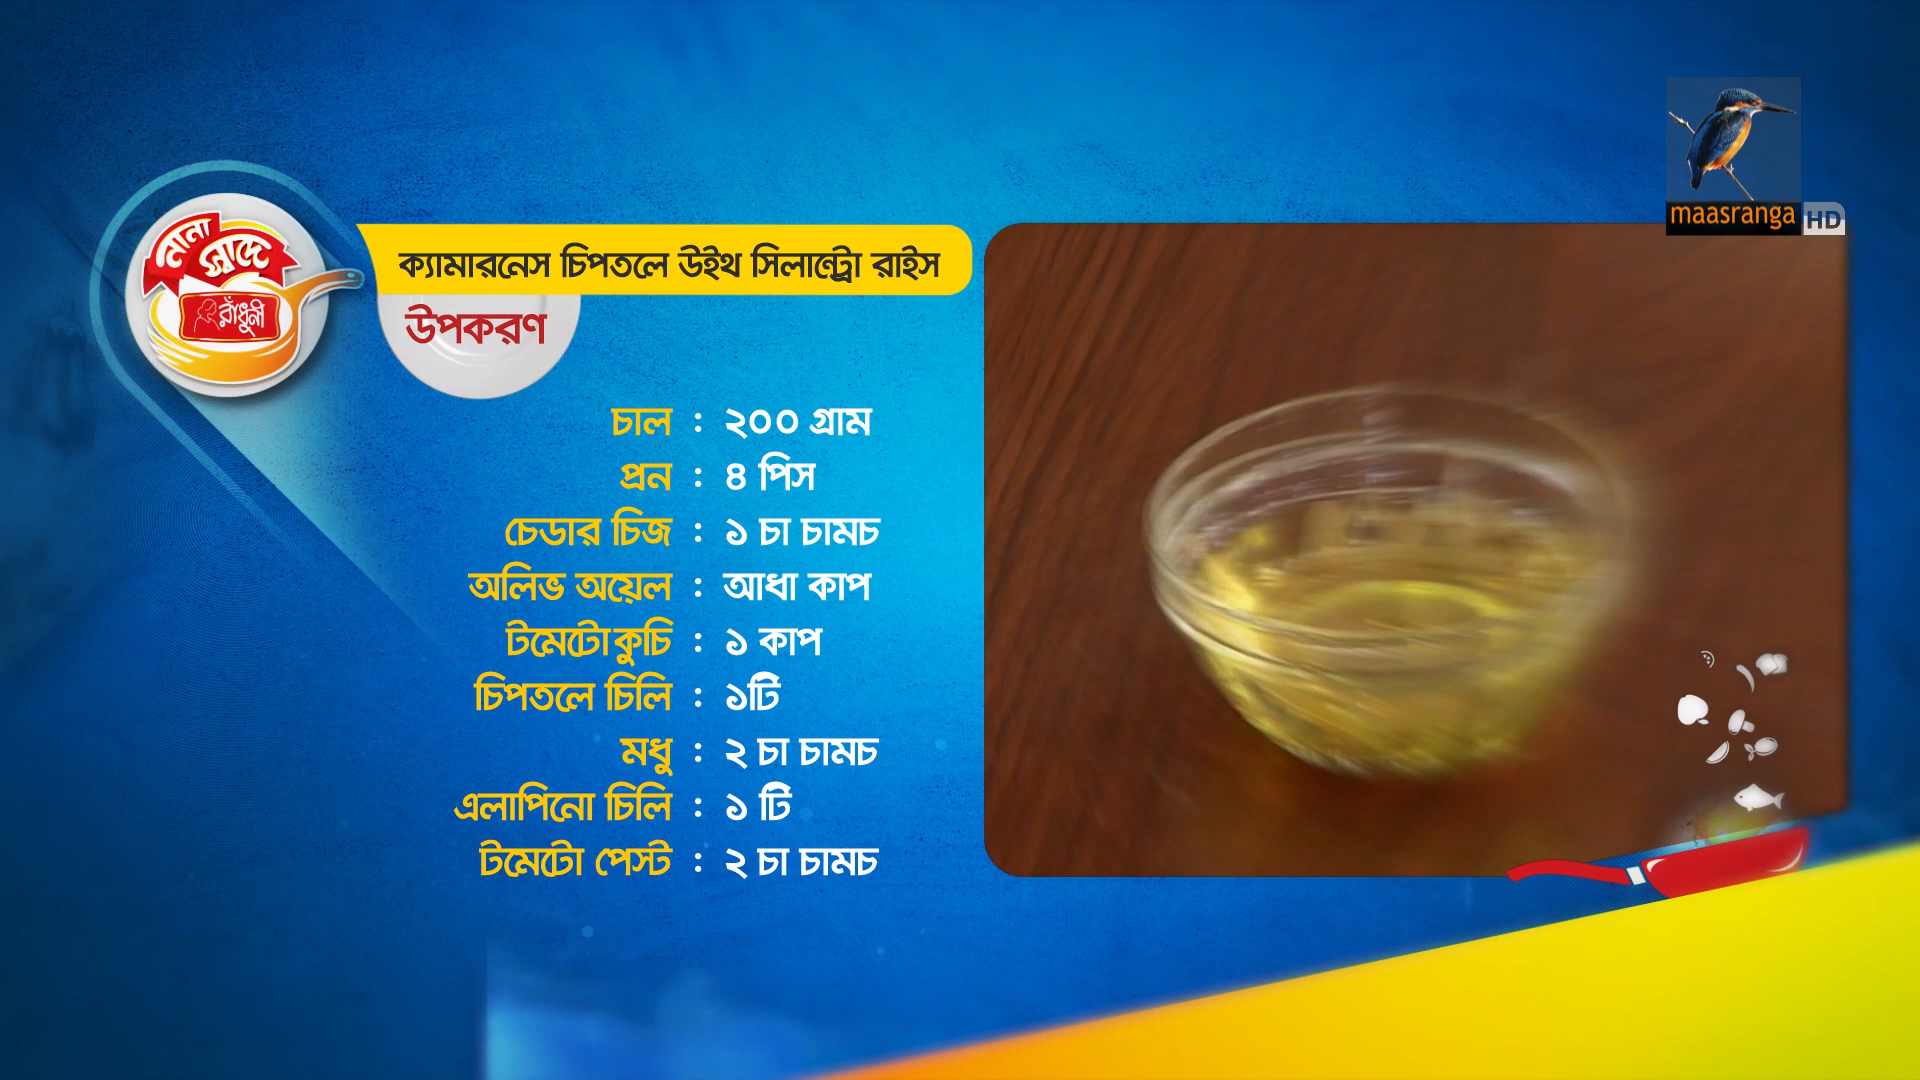 maasranga HD
নানা স্বাদে
রাঁধুনী
ক্যামারনেস চিপতলে উইথ সিলান্ট্রো রাইস
উপকরণ
চাল : ২০০ গ্রাম
প্রন : ৪ পিস
চেডার চিজ : ১ চা চামচ
অলিভ অয়েল : আধা কাপ
টমেটো কুচি : ১ কাপ
চিপতলে চিলি : ১টি
মধু : ২ চা চামচ
এলাপিনো চিলি : ১ টি
টমেটো পেস্ট : ২ চা চামচ